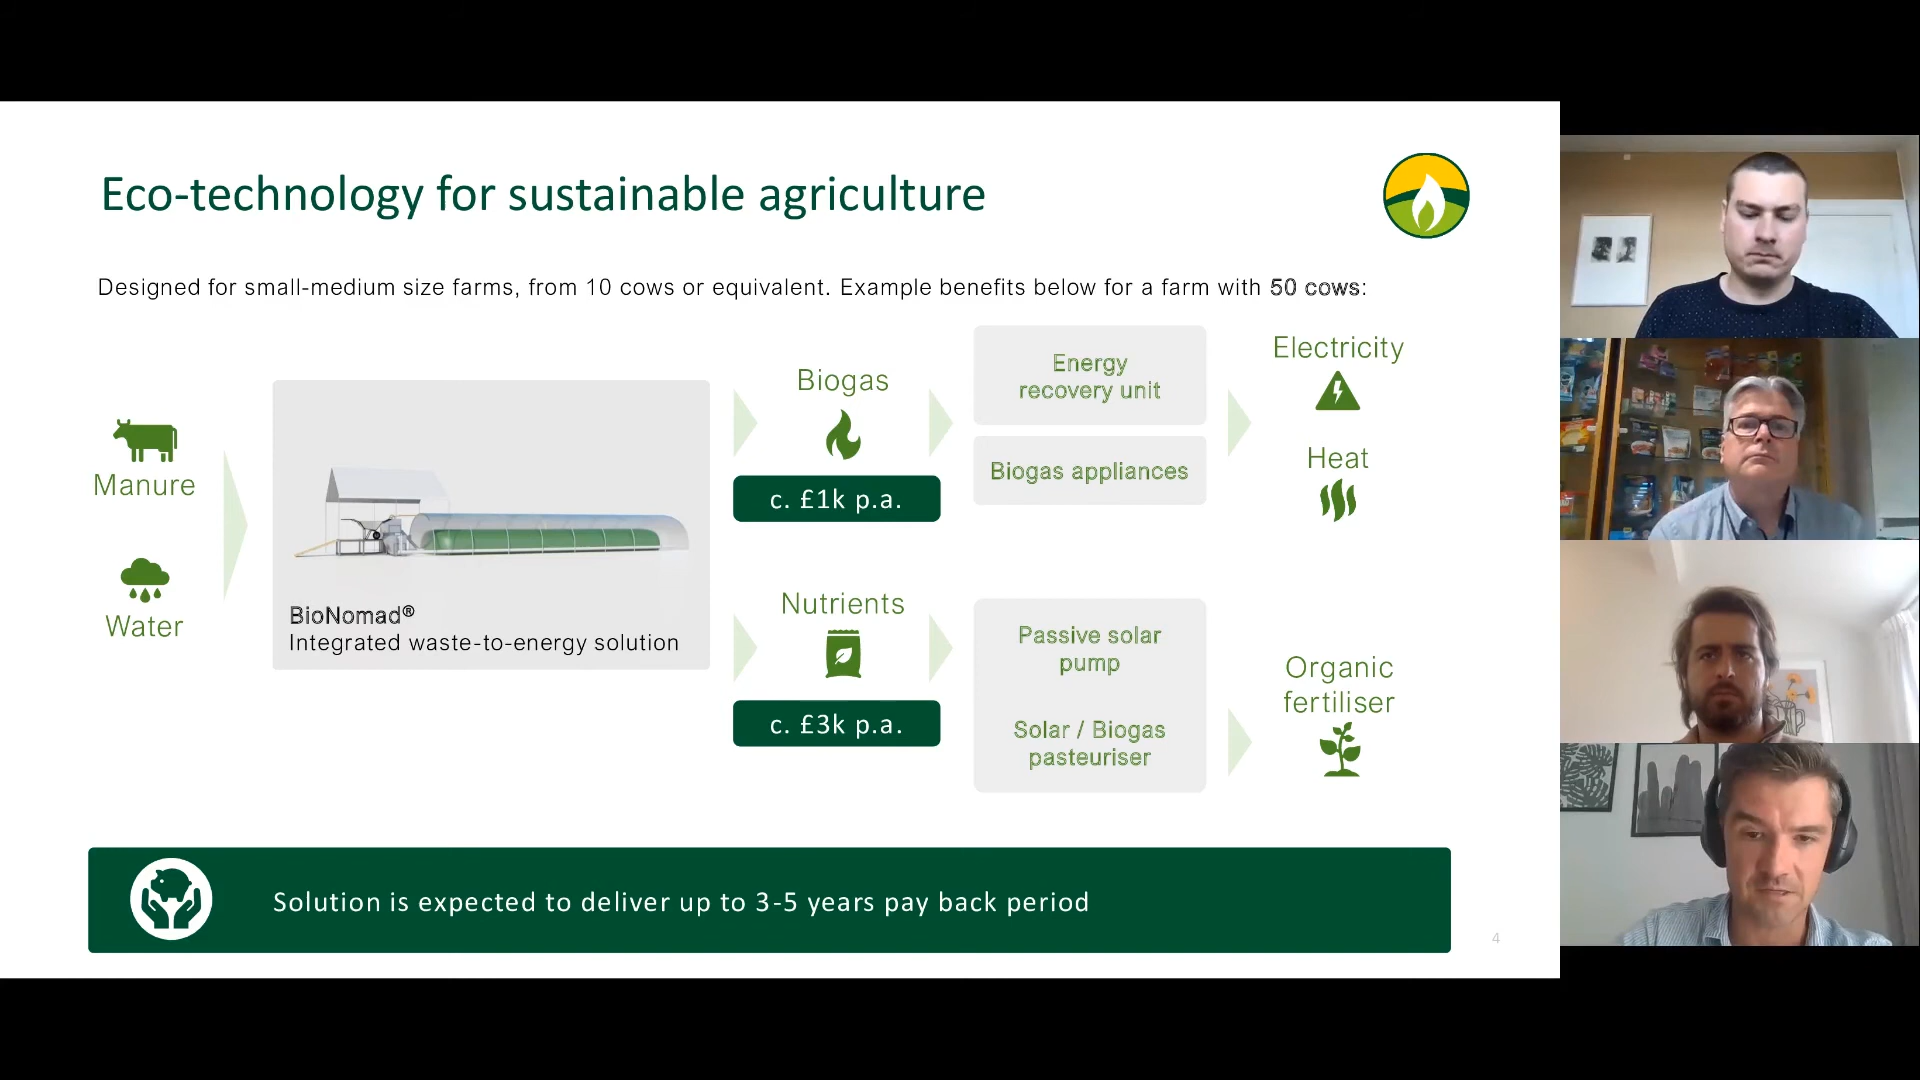 Eco-technology for sustainable agriculture
Designed for small-medium size farms, from 10 cows or equivalent. Example benefits below for a farm with 50 cows:
Manure
Water
BioNomad®
Integrated waste-to-energy solution
Biogas
c. £1k p.a.
Nutrients
c. £3k p.a.
Energy
recovery unit
Biogas appliances
Passive solar
pump
Solar / Biogas
pasteuriser
Electricity
Heat
Organic
fertiliser
Solution is expected to deliver up to 3-5 years pay back period
4